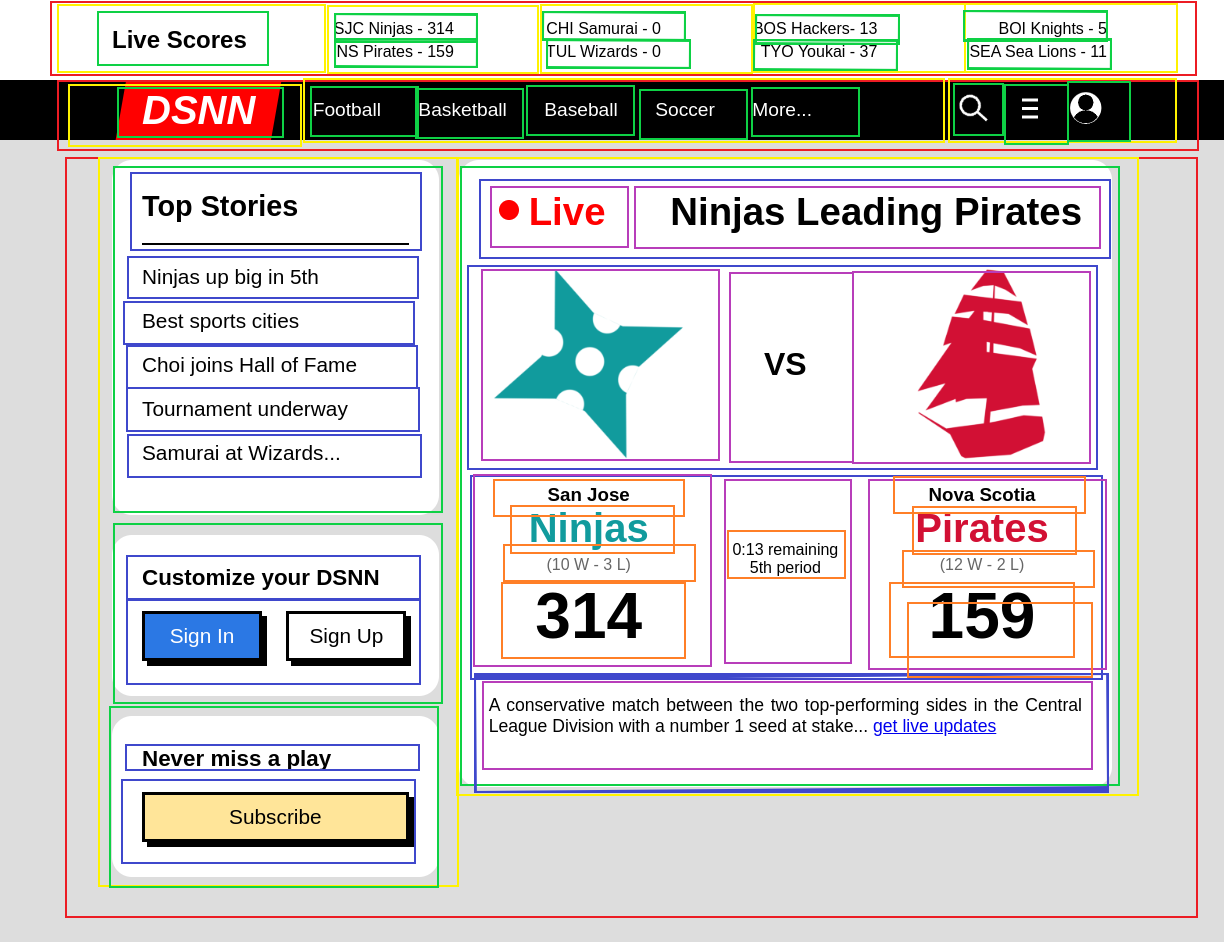 Live Scores
SJC Ninjas - 314
NS Pirates - 159
CHI Samurai - 0
TUL Wizards - 0
BOS Hackers- 13
TYO Youkai - 37
BOI Knights - 5
SEA Sea Lions - 11
DSNN
Football
Basketball
Baseball
Soccer
More...
Top Stories
Ninjas up big in 5th
Best sports cities
Choi joins Hall of Fame
Tournament underway
Samurai at Wizards...
Customize your DSNN
Sign In
Sign Up
Never miss a play
Subscribe
Live
Ninjas Leading Pirates
VS
San Jose
Ninjas
(10 W - 3 L)
314
0:13 remaining
5th period
Nova Scotia
Pirates
(12 W - 2 L)
159
A conservative match between the two top-performing sides in the Central
League Division with a number 1 seed at stake... get live updates